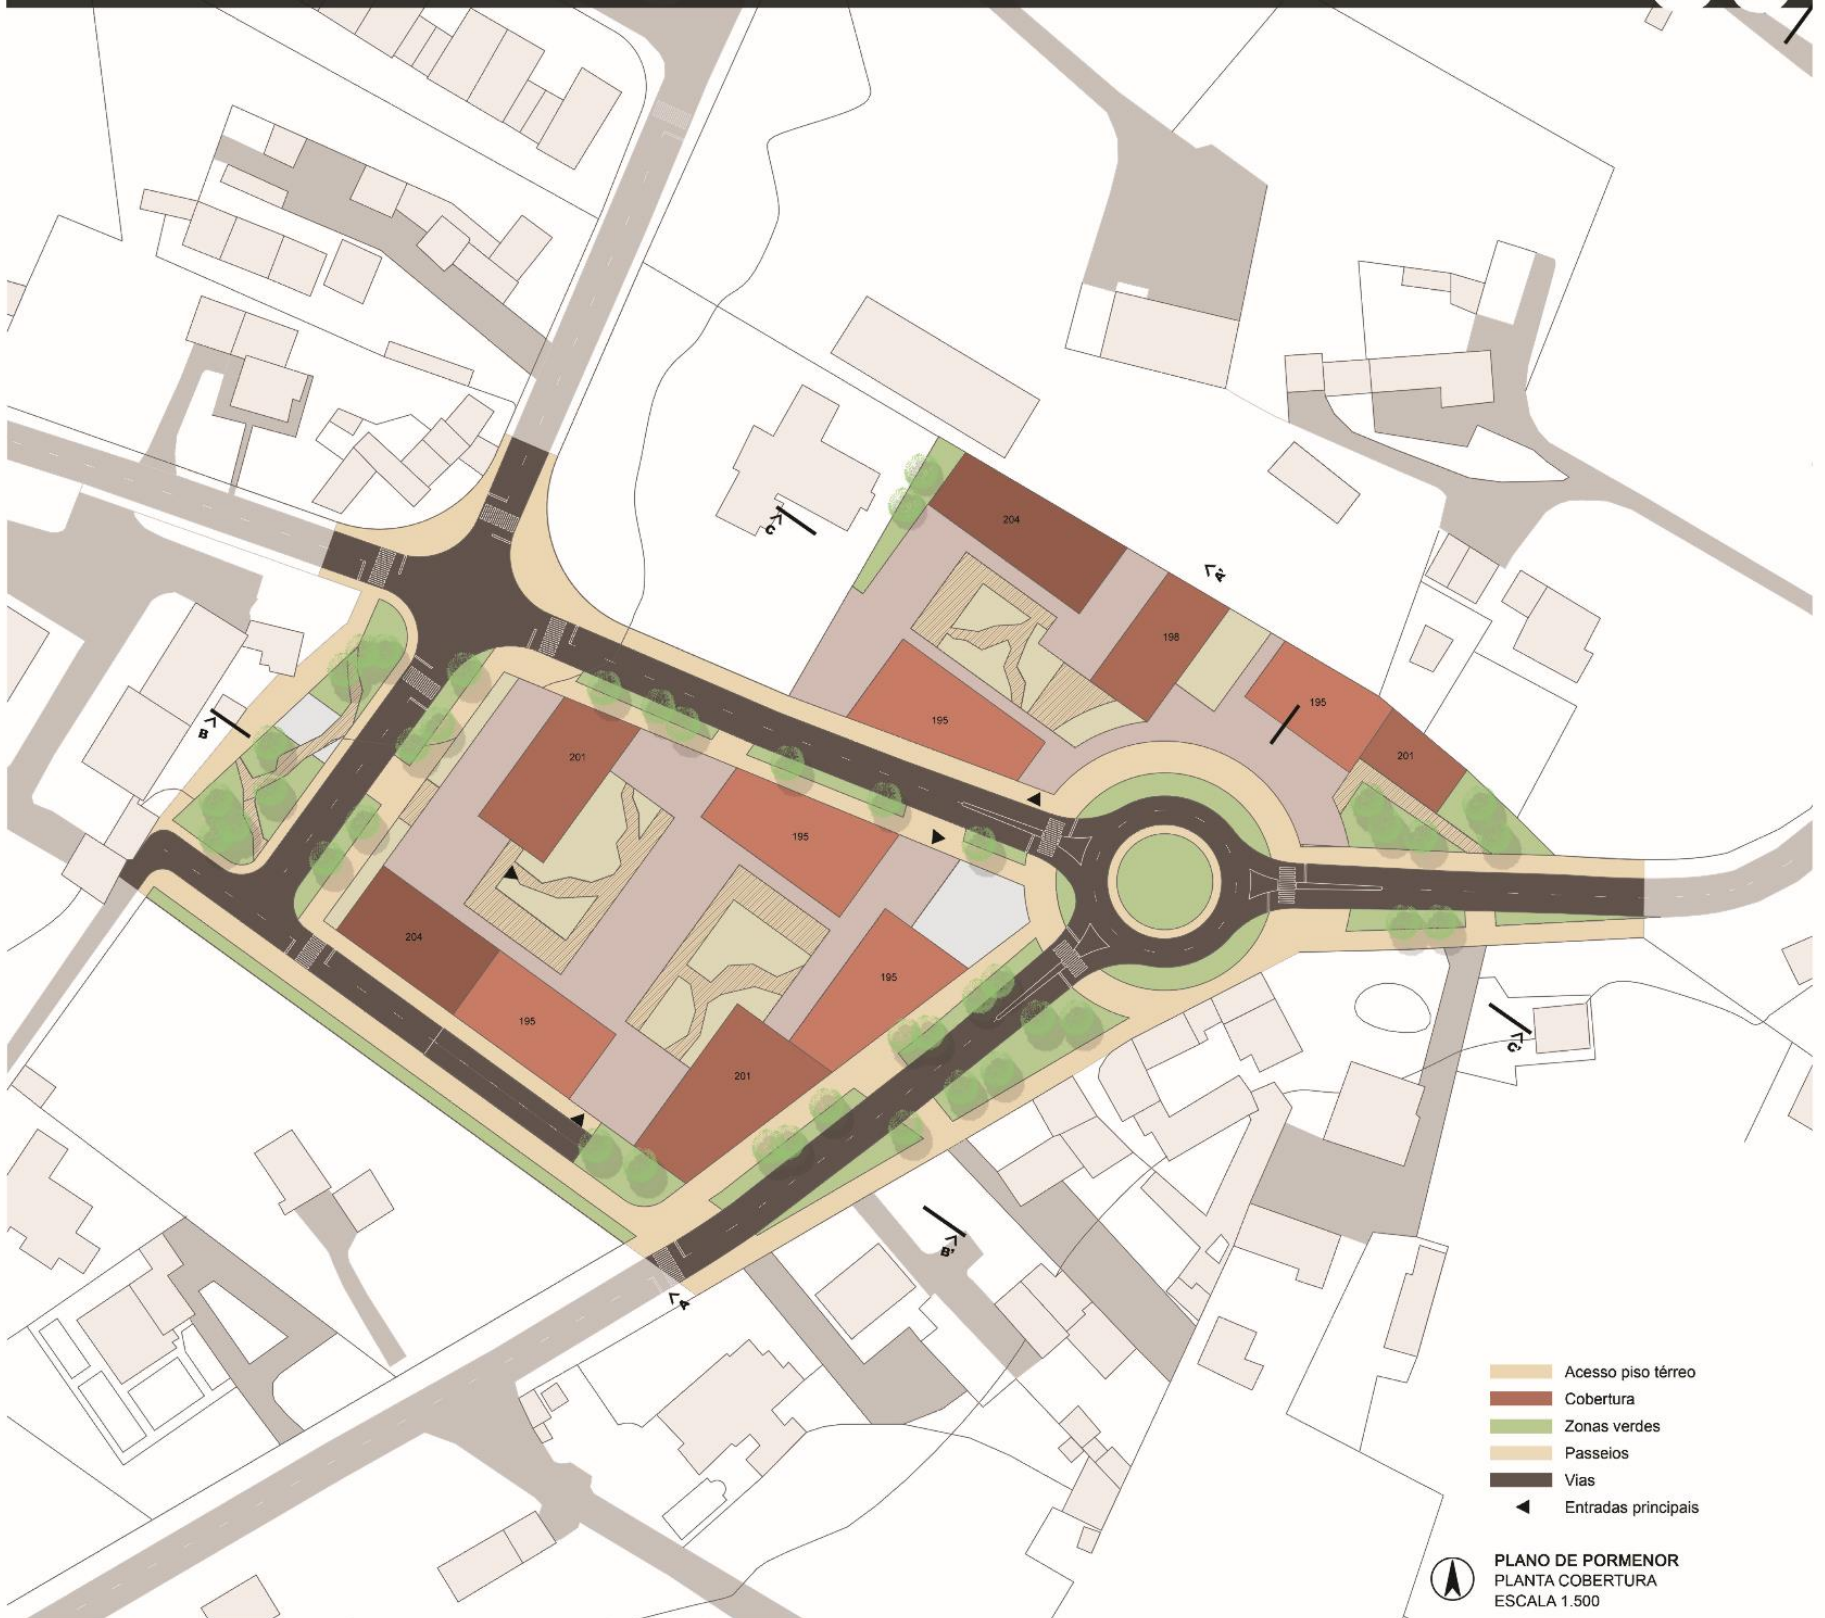 204
C
A'
198
195
195
201
B
201
195
204
195
195
C'
201
B'
A
Acesso piso térreo
Cobertura
Zonas verdes
Passeios
Vias
Entradas principais
PLANO DE PORMENOR
PLANTA COBERTURA
ESCALA 1.500